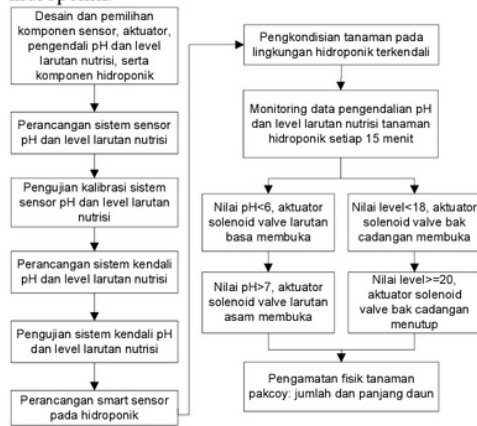 Desain dan pemilihan
komponen sensor, aktuator,
pengendali pH dan level
larutan nutrisi, serta
komponen hidroponik
Perancangan sistem sensor
pH dan level larutan nutrisi
Pengujian kalibrasi sistem
sensor pH dan level larutan
nutrisi
Perancangan sistem kendali
pH dan level larutan nutrisi
Pengujian sistem kendali pH
dan level larutan nutrisi
Perancangan smart sensor
pada hidroponik
Pengkondisian tanaman pada
lingkungan hidroponik terkendali
Monitoring data pengendalian pH
dan level larutan nutrisi tanaman
hidroponik setiap 15 menit
Nilai pH<6, aktuator
solenoid valve larutan
basa membuka
Nilai pH>7, aktuator
solenoid valve larutan
asam membuka
Nilai level<18, aktuator
solenoid valve bak
cadangan membuka
Nilai level>=20,
aktuator solenoid
valve bak cadangan
menutup
Pengamatan fisik tanaman
pakcoy: jumlah dan panjang daun